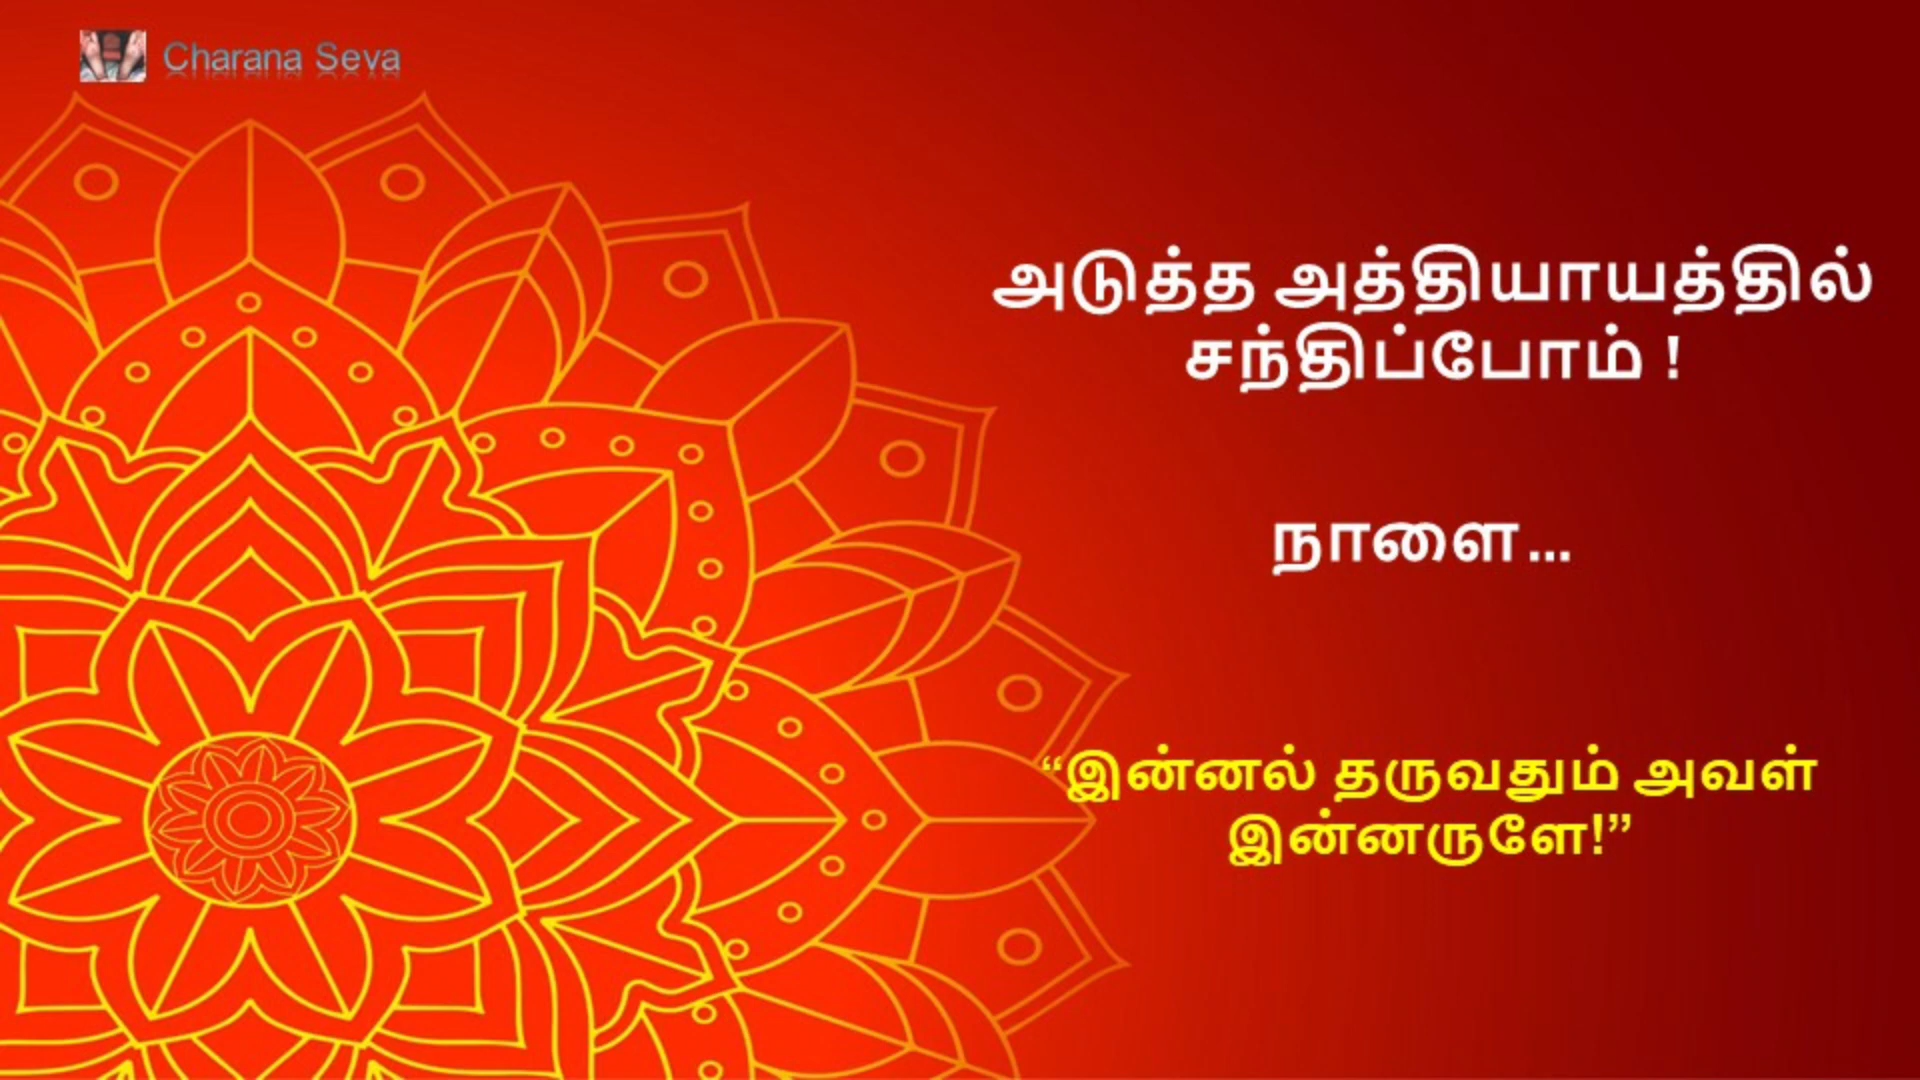 Charana Seva
அடுத்த அத்தியாயத்தில்
சந்திப்போம் !
நாளை...
“இன்னல் தருவதும் அவள்
இன்னருளே!”